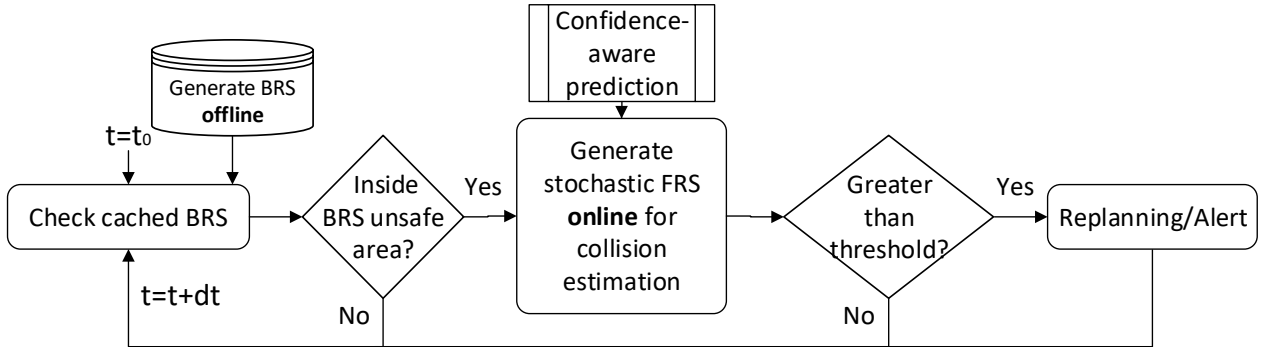 Generate BRS
offline
t=t₀
Check cached BRS
t=t+dt
Inside
BRS unsafe
area?
Yes
No
Confidence-
aware
prediction
Generate
stochastic FRS
online for
collision
estimation
Greater
than
threshold?
Yes
No
Replanning/Alert